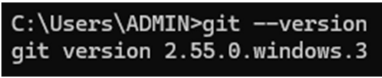 C:\Users\ADMIN>git --version
git version 2.55.0.windows.3